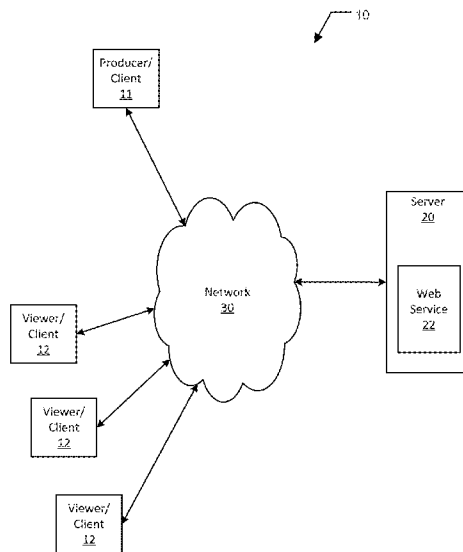 10
Producer/
Client
11
Server
20
Web
Service
22
Network
30
Viewer/
Client
12
Viewer/
Client
12
Viewer/
Client
12